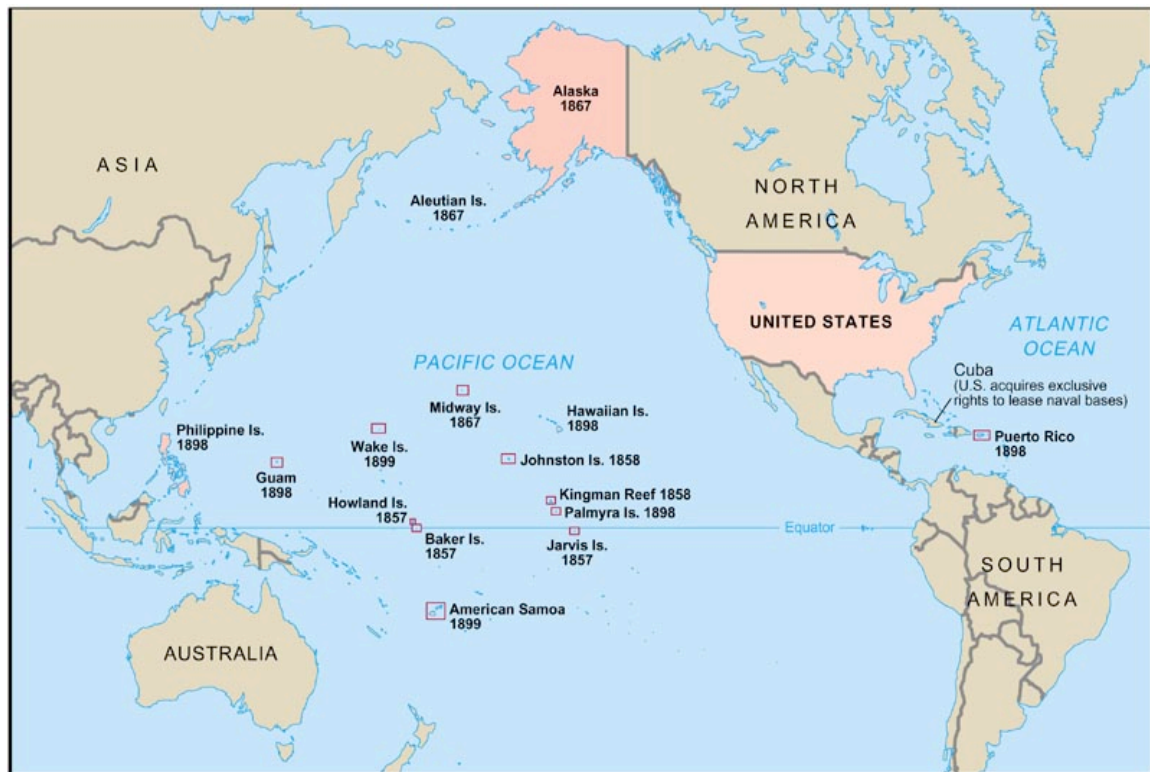 Alaska
1867
ASIA
NORTH
AMERICA
Aleutian Is.
1867
UNITED STATES
ATLANTIC
OCEAN
PACIFIC OCEAN
Cuba
(U.S. acquires exclusive
rights to lease naval bases)
Midway Is.
1867
Hawaiian Is.
1898
Philippine Is.
1898
Wake Is.
1899
Puerto Rico
1898
Guam
1898
Johnston Is. 1858
Kingman Reef 1858
Howland Is.
1857
Palmyra Is. 1898
Equator
Baker Is.
1857
Jarvis Is.
1857
SOUTH
AMERICA
American Samoa
1899
AUSTRALIA